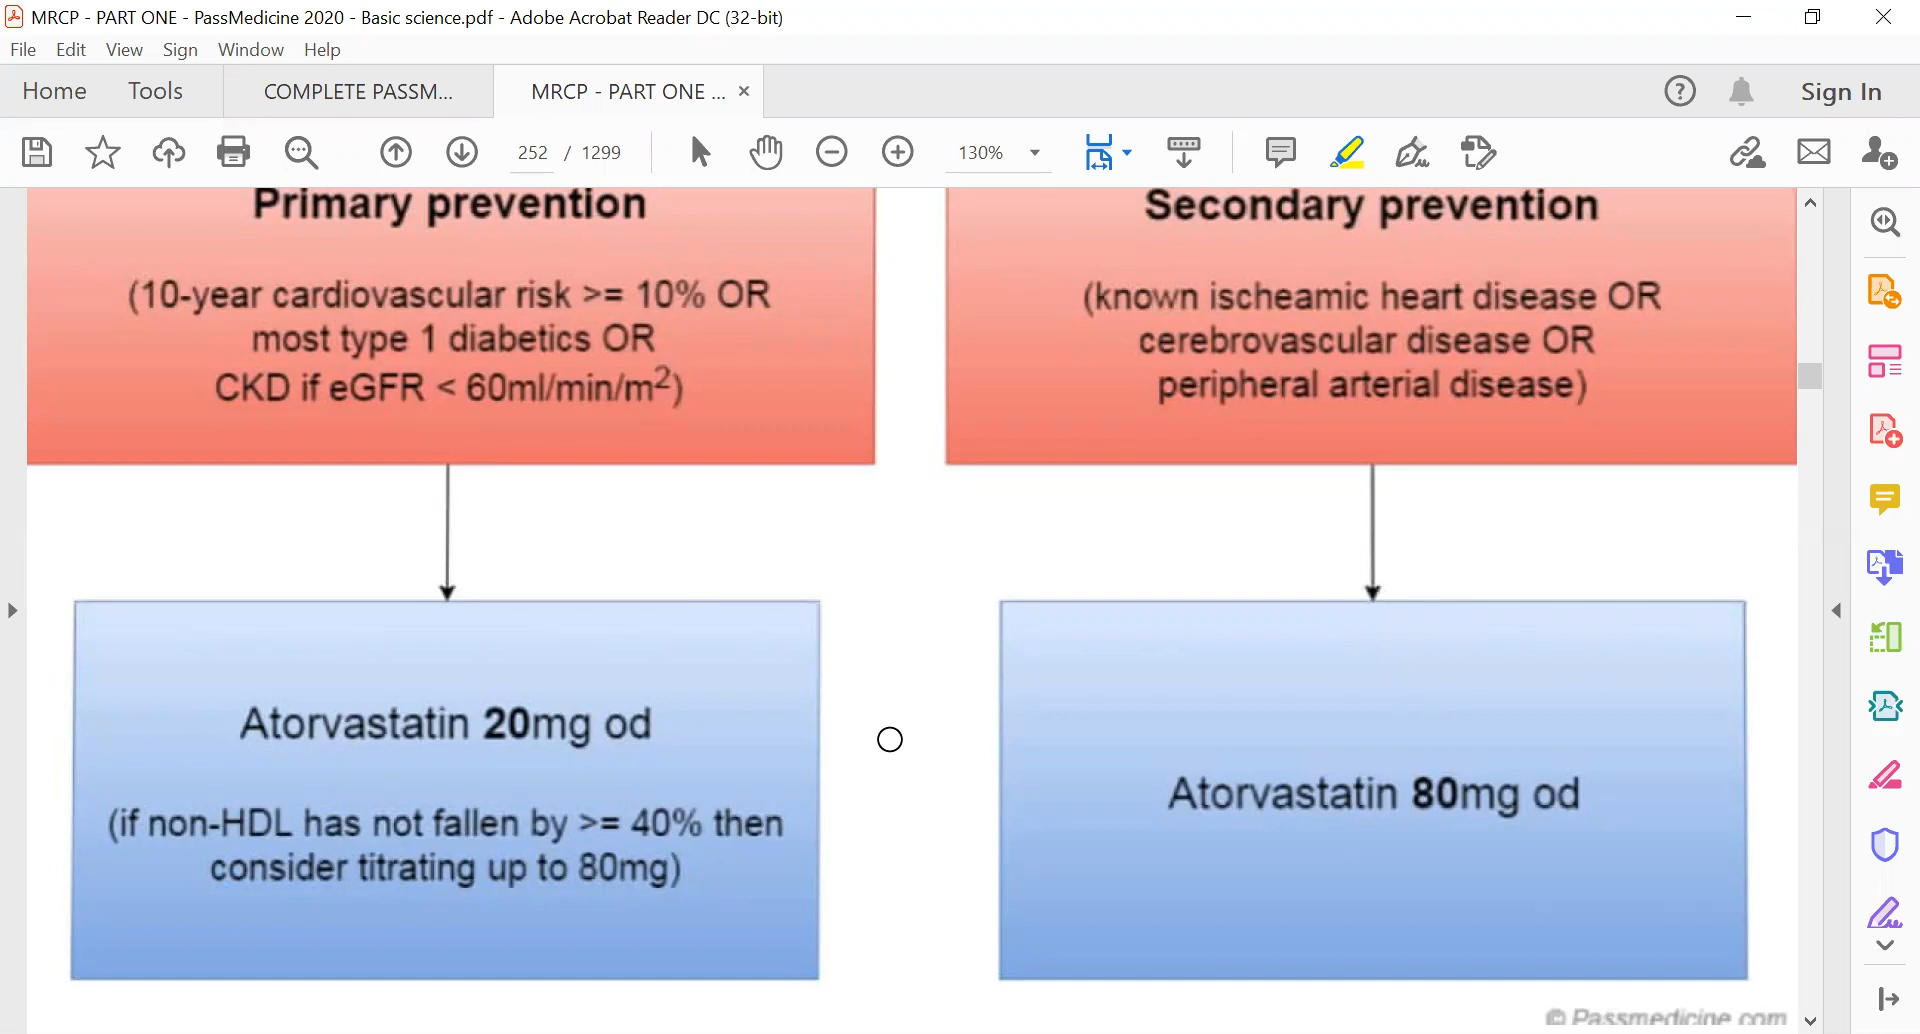 MRCP - PART ONE - PassMedicine 2020 - Basic science.pdf - Adobe Acrobat Reader DC (32-bit)
File Edit View Sign Window Help
Home Tools COMPLETE PASSM... MRCP - PART ONE ... × Sign In
252 / 1299 130%
Primary prevention
(10-year cardiovascular risk >= 10% OR
most type 1 diabetics OR
CKD if eGFR < 60ml/min/m²)
Secondary prevention
(known ischeamic heart disease OR
cerebrovascular disease OR
peripheral arterial disease)
Atorvastatin 20mg od
(if non-HDL has not fallen by >= 40% then
consider titrating up to 80mg)
Atorvastatin 80mg od
© Passmedicine.com